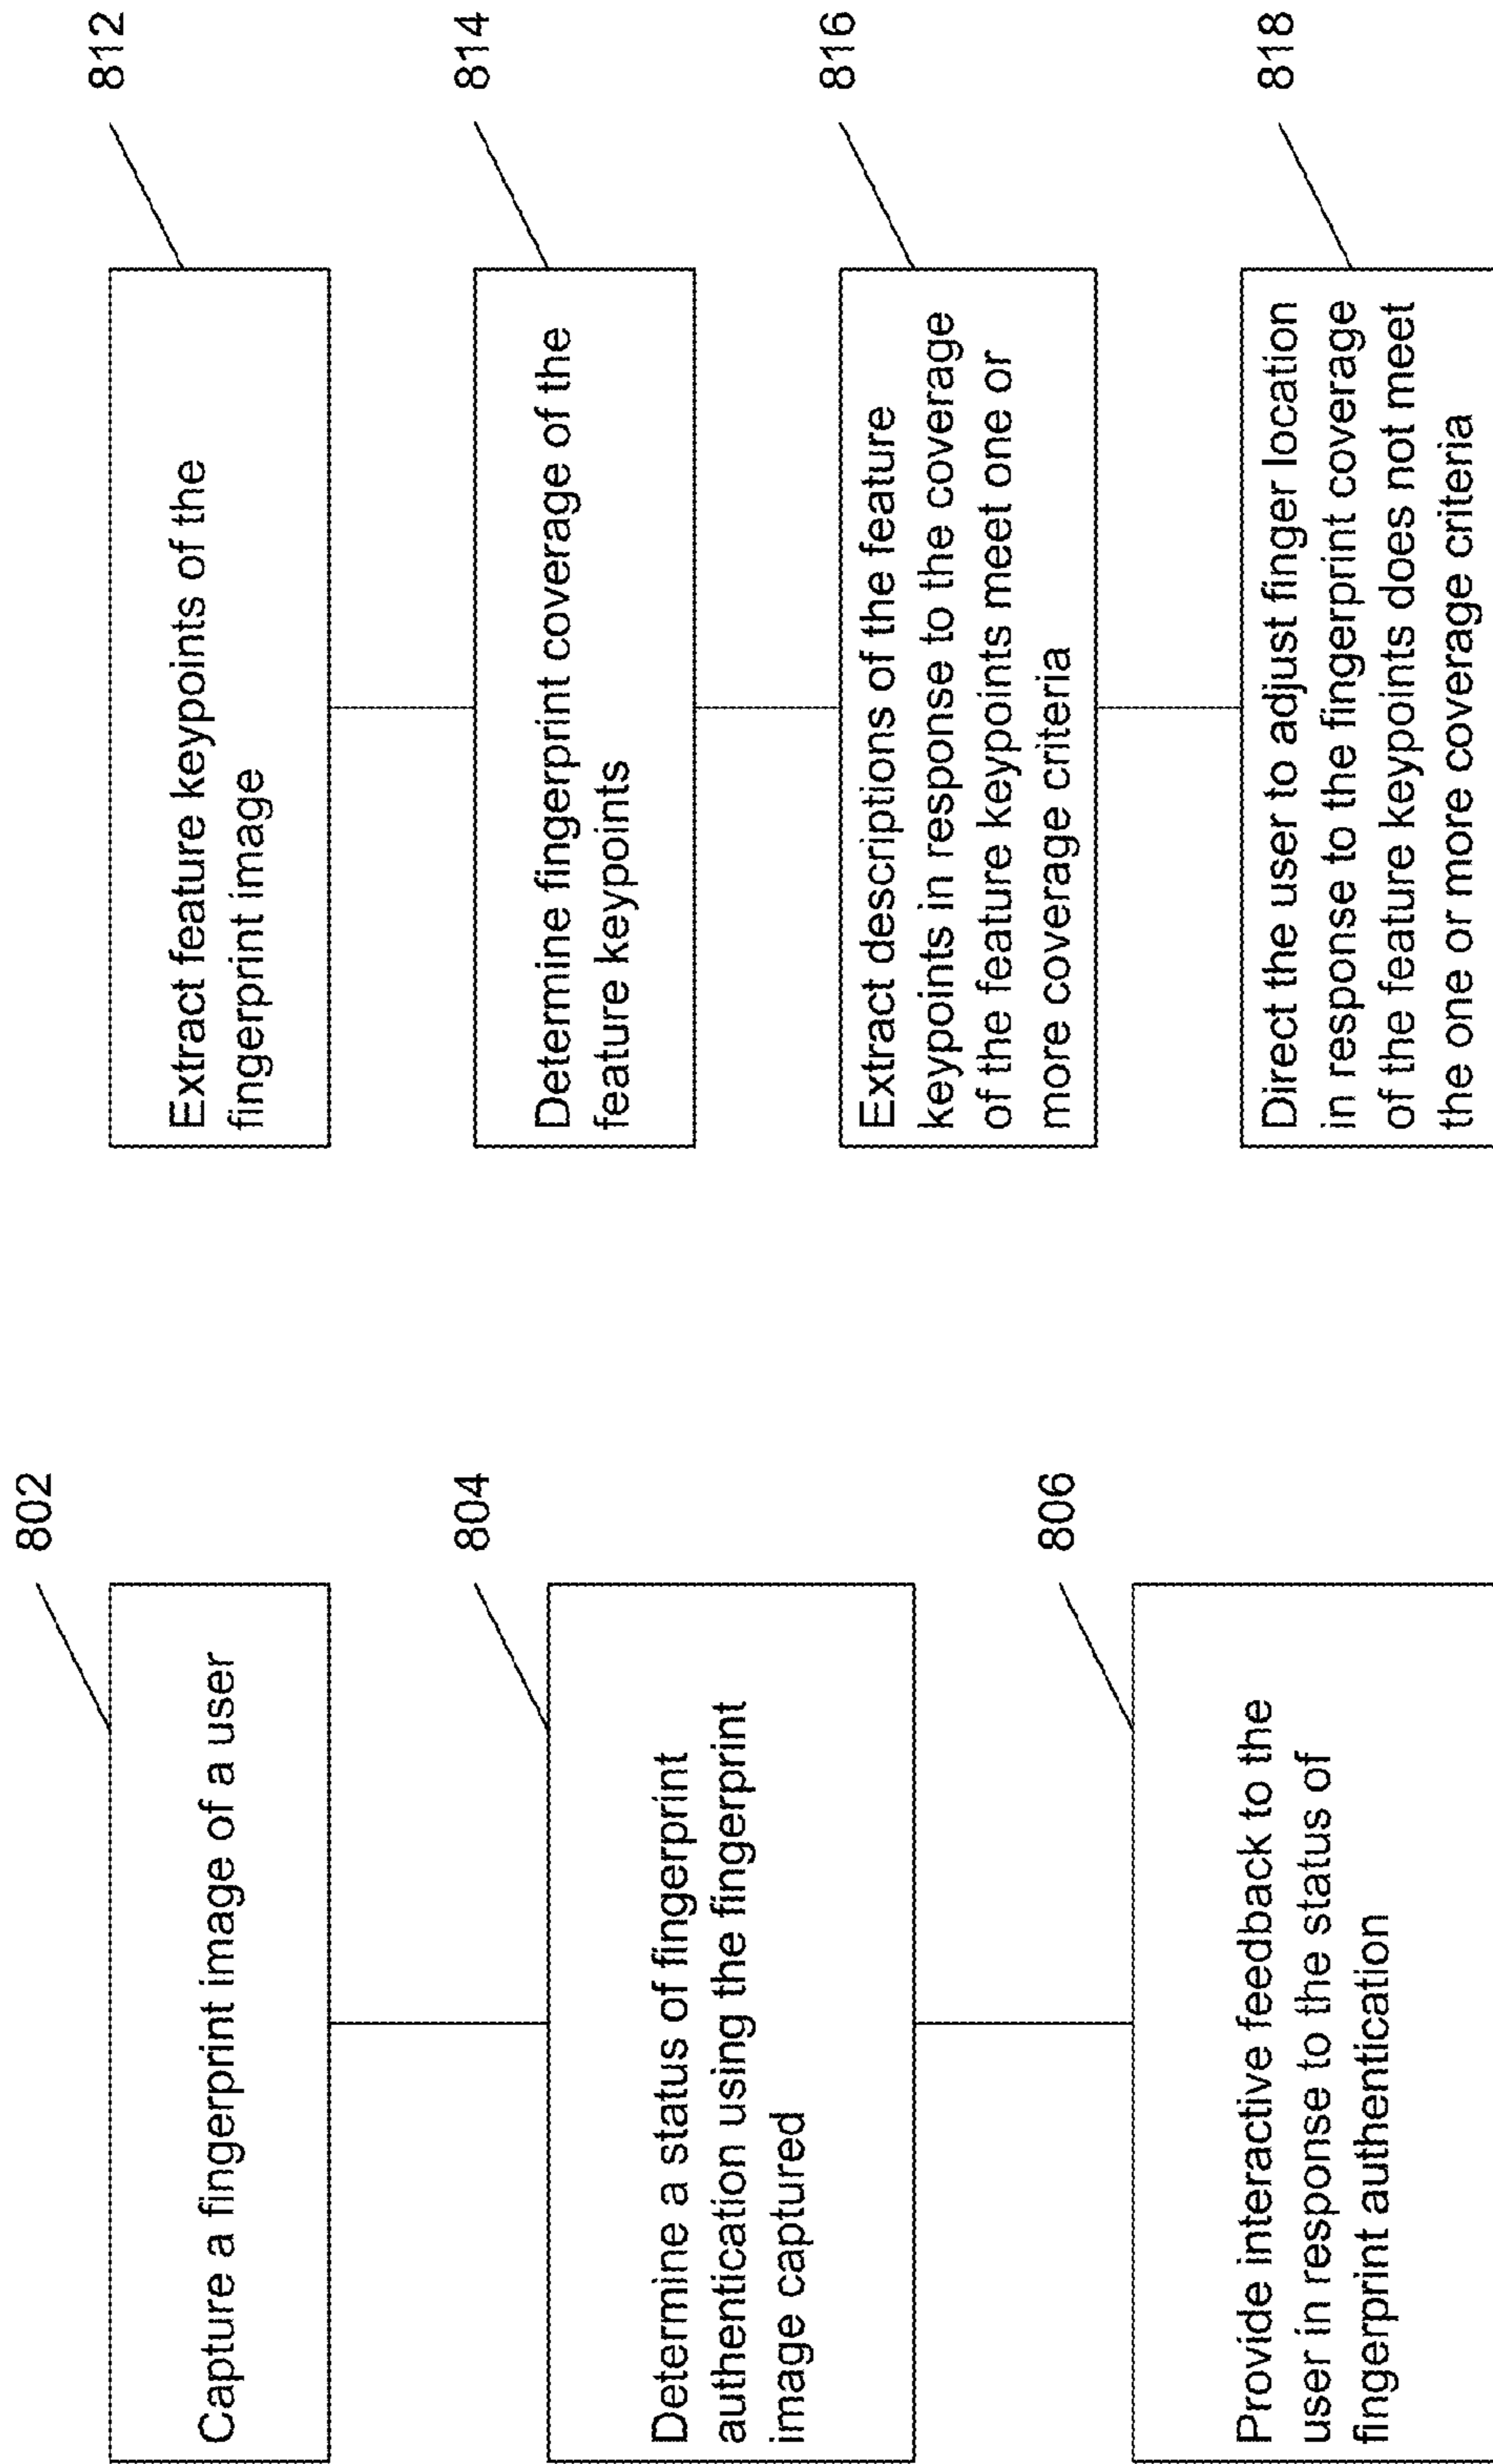 802
Capture a fingerprint image of a user
804
Determine a status of fingerprint
authentication using the fingerprint
image captured
806
Provide interactive feedback to the
user in response to the status of
fingerprint authentication
812
Extract feature keypoints of the
fingerprint image
814
Determine fingerprint coverage of the
feature keypoints
816
Extract descriptions of the feature
keypoints in response to the coverage
of the feature keypoints meet one or
more coverage criteria
818
Direct the user to adjust finger location
in response to the fingerprint coverage
of the feature keypoints does not meet
the one or more coverage criteria